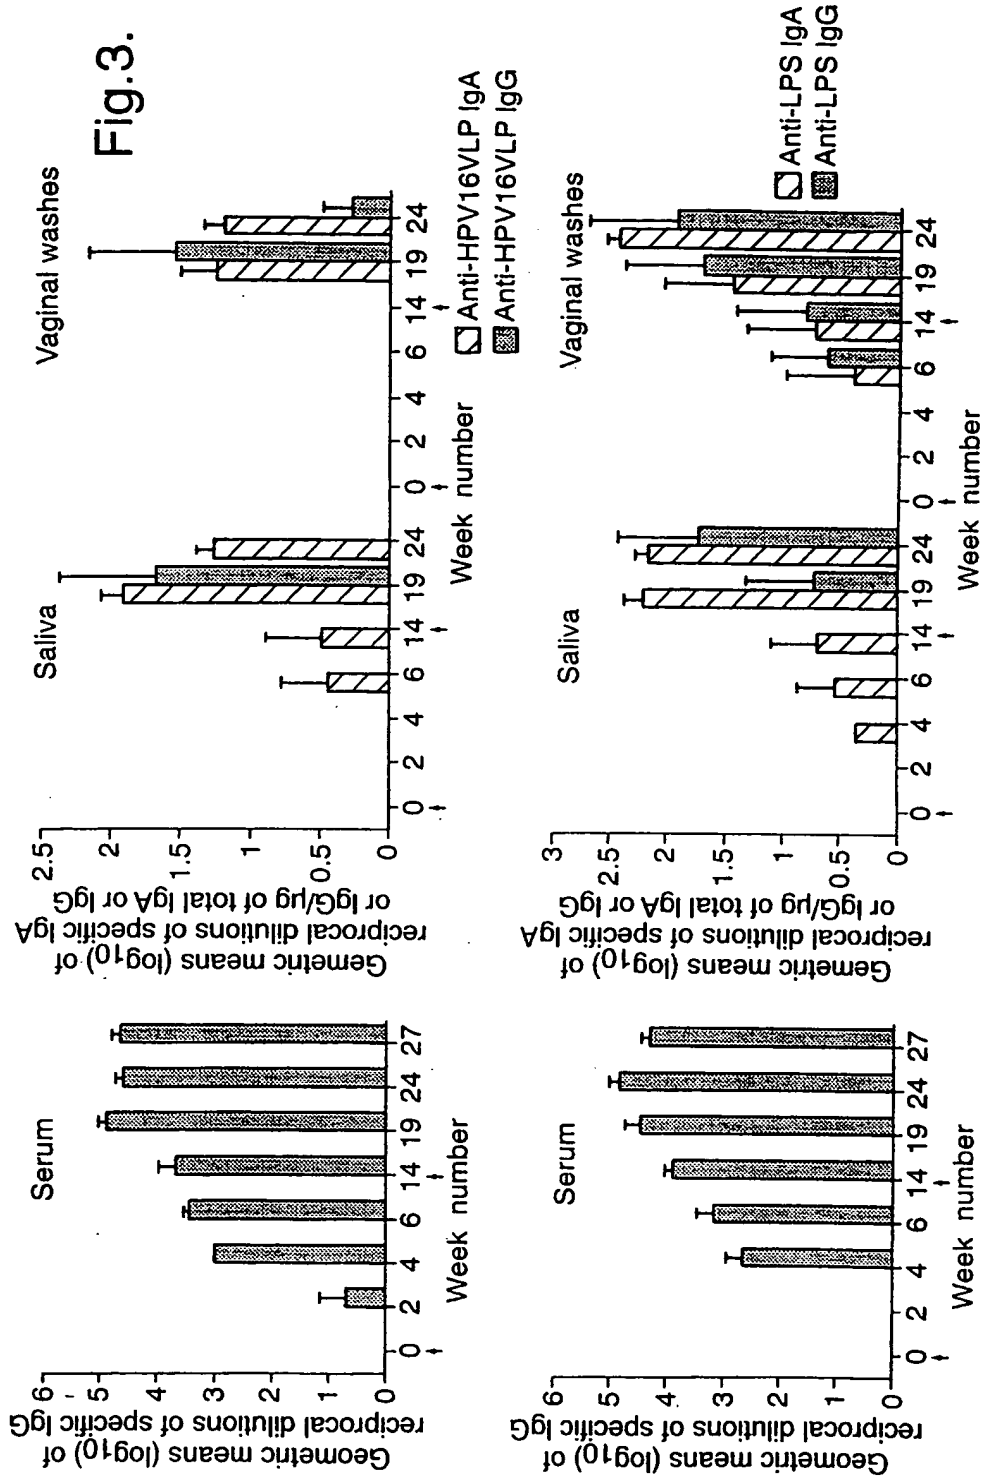 Fig.3.
Serum
Geometric means (log10) of
reciprocal dilutions of specific IgG
6
5
4
3
2
1
0
0 2 4 6 14 19 24 27
Week number
Saliva
Vaginal washes
Gemetric means (log10) of
reciprocal dilutions of specific IgA
or IgG/µg of total IgA or IgG
2.5
2
1.5
1
0.5
0
0 2 4 6 14 19 24
0 2 4 6 14 19 24
Week number
Anti-HPV16VLP IgA
Anti-HPV16VLP IgG
Serum
Geometric means (log10) of
reciprocal dilutions of specific IgG
6
5
4
3
2
1
0
0 2 4 6 14 19 24 27
Week number
Saliva
Vaginal washes
Gemetric means (log10) of
reciprocal dilutions of specific IgA
or IgG/µg of total IgA or IgG
3
2.5
2
1.5
1
0.5
0
0 2 4 6 14 19 24
0 2 4 6 14 19 24
Week number
Anti-LPS IgA
Anti-LPS IgG